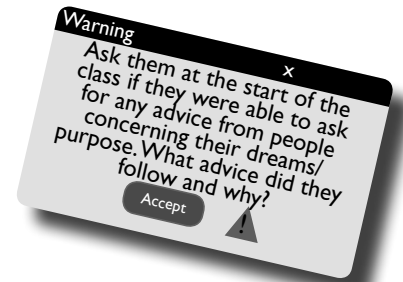 Warning
x
Ask them at the start of the
class if they were able to ask
for any advice from people
concerning their dreams/
purpose. What advice did they
follow and why?
Accept
!